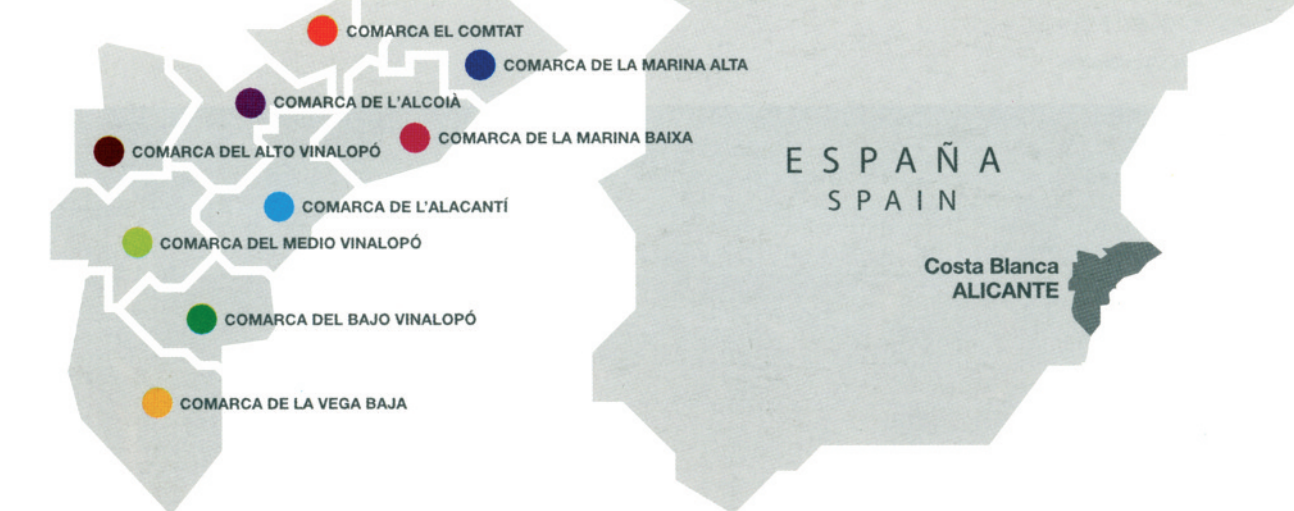 COMARCA EL COMTAT
COMARCA DE LA MARINA ALTA
COMARCA DE L'ALCOIÀ
COMARCA DE LA MARINA BAIXA
COMARCA DEL ALTO VINALOPÓ
COMARCA DE L'ALACANTÍ
COMARCA DEL MEDIO VINALOPÓ
COMARCA DEL BAJO VINALOPÓ
COMARCA DE LA VEGA BAJA
ESPAÑA
SPAIN
Costa Blanca
ALICANTE